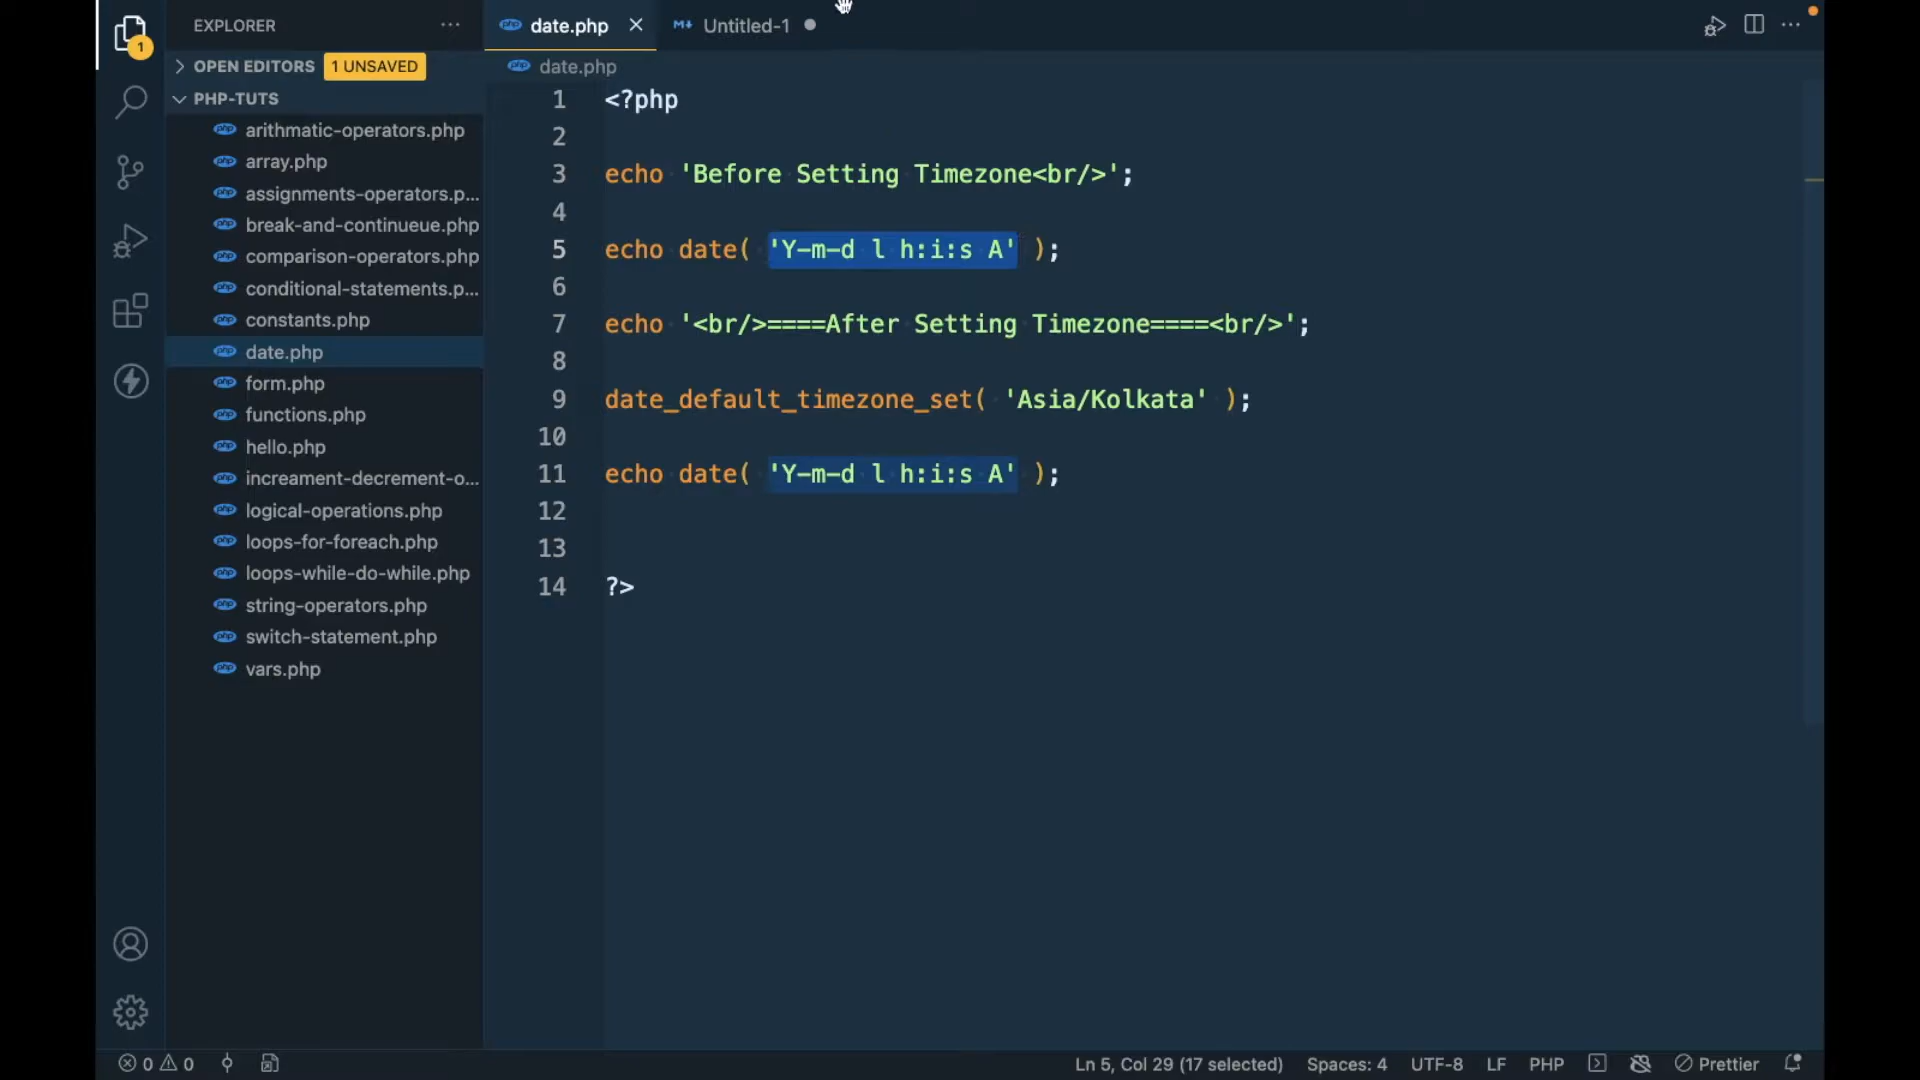 EXPLORER
1
OPEN EDITORS 1 UNSAVED
PHP-TUTS
arithmatic-operators.php
array.php
assignments-operators.p...
break-and-continueue.php
comparison-operators.php
conditional-statements.p...
constants.php
date.php
form.php
functions.php
hello.php
increament-decrement-o...
logical-operations.php
loops-for-foreach.php
loops-while-do-while.php
string-operators.php
switch-statement.php
vars.php
date.php
Untitled-1
date.php
1 <?php
2
3 echo 'Before Setting Timezone<br/>';
4
5 echo date( 'Y-m-d l h:i:s A' );
6
7 echo '<br/>====After Setting Timezone====<br/>';
8
9 date_default_timezone_set( 'Asia/Kolkata' );
10
11 echo date( 'Y-m-d l h:i:s A' );
12
13
14 ?>
0 0 Ln 5, Col 29 (17 selected) Spaces: 4 UTF-8 LF PHP Prettier